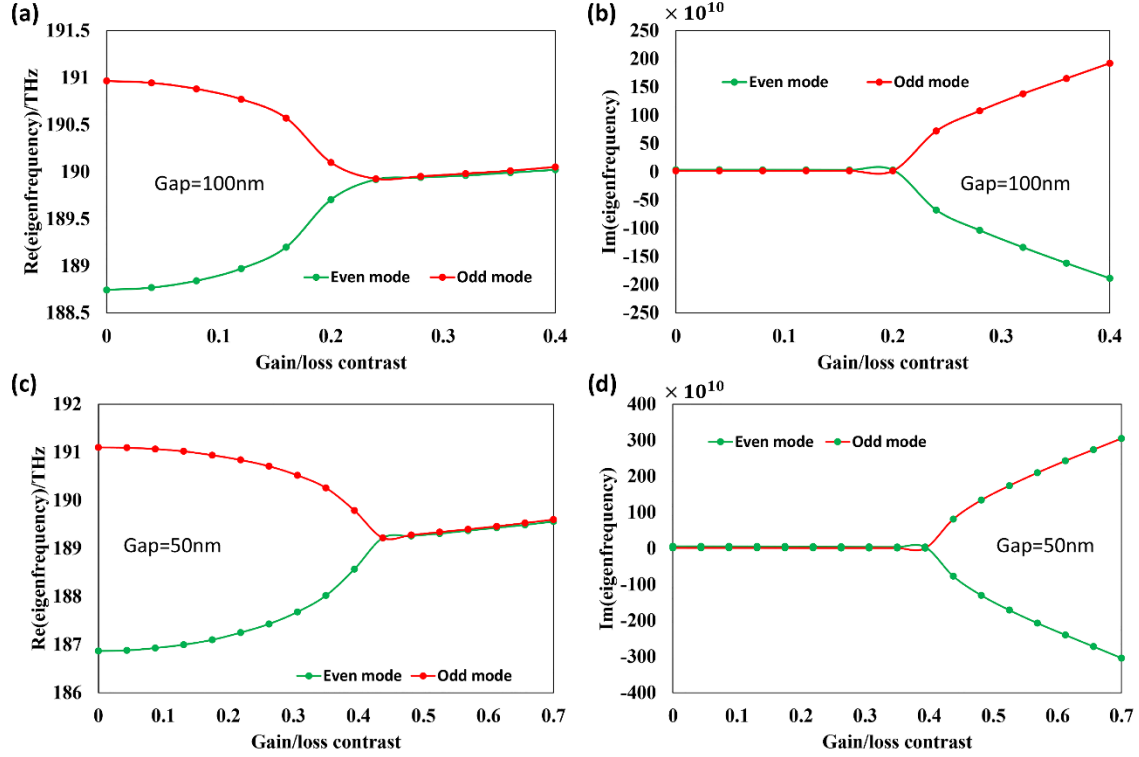 (a)
191.5
191
190.5
190
189.5
189
188.5
Re(eigenfrequency)/THz
Gap=100nm
Even mode
Odd mode
0 0.1 0.2 0.3 0.4
Gain/loss contrast
(b)
× 10¹⁰
250
200
150
100
50
0
-50
-100
-150
-200
-250
Im(eigenfrequency)
Even mode
Odd mode
Gap=100nm
0 0.1 0.2 0.3 0.4
Gain/loss contrast
(c)
192
191
190
189
188
187
186
Re(eigenfrequency)/THz
Gap=50nm
Even mode
Odd mode
0 0.1 0.2 0.3 0.4 0.5 0.6 0.7
Gain/loss contrast
(d)
× 10¹⁰
400
300
200
100
0
-100
-200
-300
-400
Im(eigenfrequency)
Even mode
Odd mode
Gap=50nm
0 0.1 0.2 0.3 0.4 0.5 0.6 0.7
Gain/loss contrast